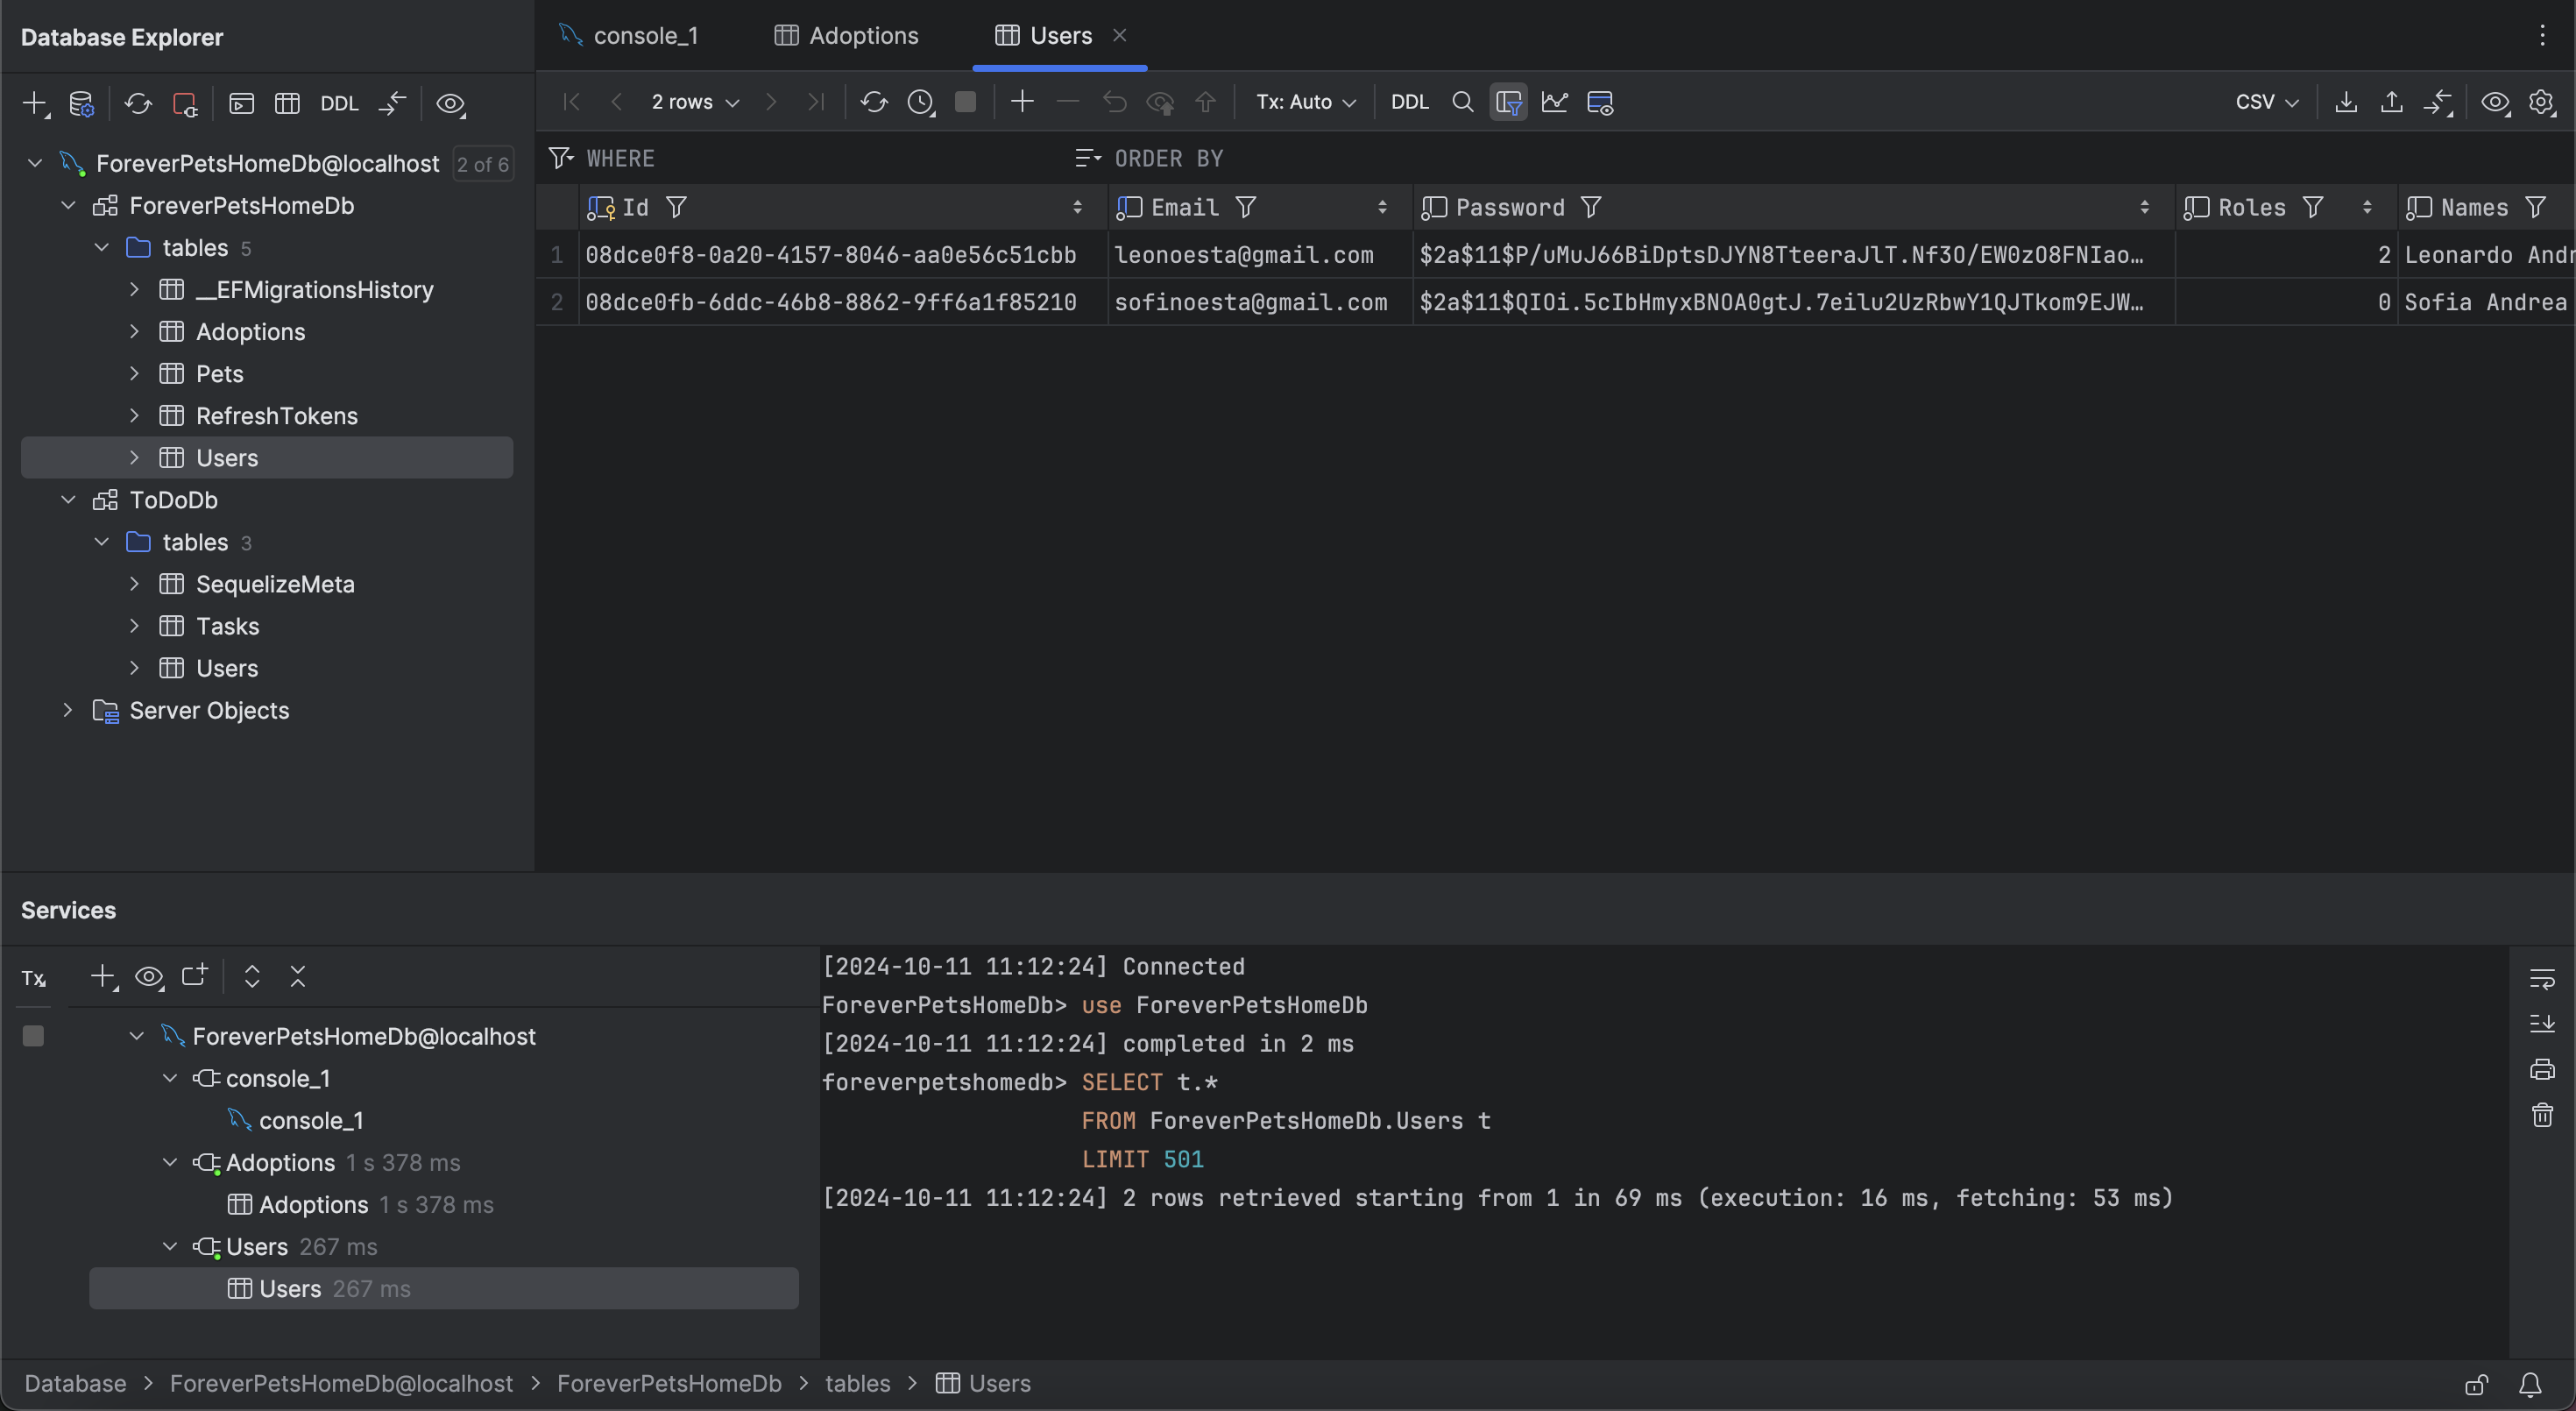 Database Explorer
DDL
ForeverPetsHomeDb@localhost 2 of 6
ForeverPetsHomeDb
tables 5
__EFMigrationsHistory
Adoptions
Pets
RefreshTokens
Users
ToDoDb
tables 3
SequelizeMeta
Tasks
Users
Server Objects
console_1 Adoptions Users
2 rows Tx: Auto DDL CSV
WHERE ORDER BY
Id Email Password Roles Names
1 08dce0f8-0a20-4157-8046-aa0e56c51cbb leonoesta@gmail.com $2a$11$P/uMuJ66BiDptsDJYN8TteeraJlT.Nf3O/EW0zO8FNIao… 2 Leonardo Andr
2 08dce0fb-6ddc-46b8-8862-9ff6a1f85210 sofinoesta@gmail.com $2a$11$QIOi.5cIbHmyxBNOA0gtJ.7eilu2UzRbwY1QJTkom9EJW… 0 Sofia Andrea
Services
Tx
ForeverPetsHomeDb@localhost
console_1
console_1
Adoptions 1 s 378 ms
Adoptions 1 s 378 ms
Users 267 ms
Users 267 ms
[2024-10-11 11:12:24] Connected
ForeverPetsHomeDb> use ForeverPetsHomeDb
[2024-10-11 11:12:24] completed in 2 ms
foreverpetshomedb> SELECT t.*
FROM ForeverPetsHomeDb.Users t
LIMIT 501
[2024-10-11 11:12:24] 2 rows retrieved starting from 1 in 69 ms (execution: 16 ms, fetching: 53 ms)
Database > ForeverPetsHomeDb@localhost > ForeverPetsHomeDb > tables > Users